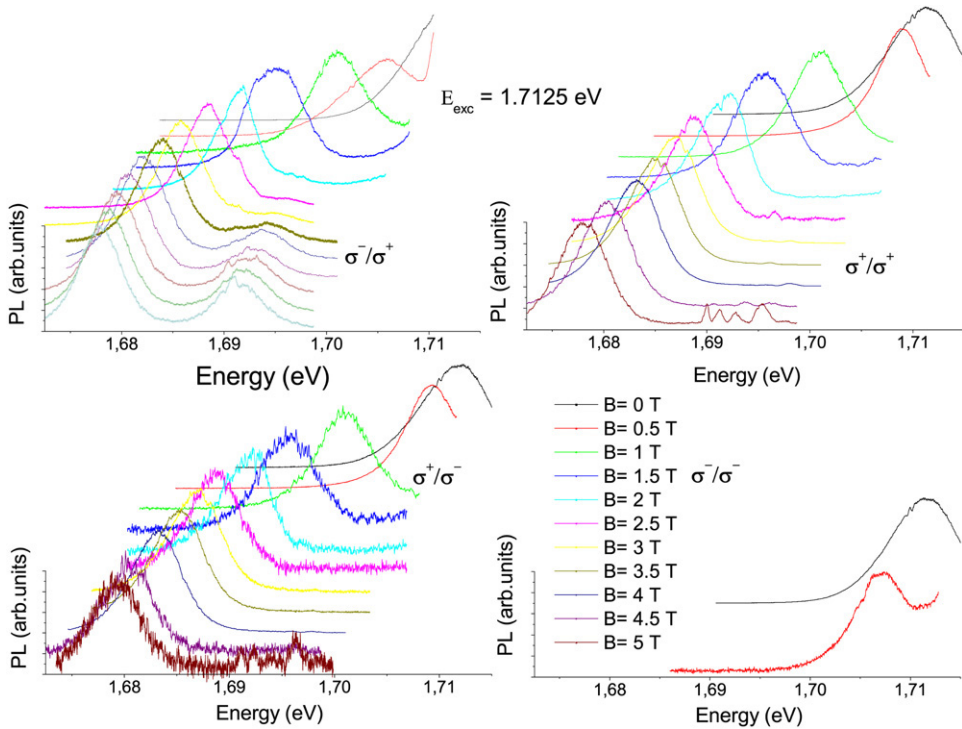 E_exc = 1.7125 eV
PL (arb.units)
σ⁻/σ⁺
1,68
1,69
1,70
1,71
Energy (eV)
PL (arb.units)
σ⁺/σ⁺
1,68
1,69
1,70
1,71
Energy (eV)
PL (arb.units)
σ⁺/σ⁻
1,68
1,69
1,70
1,71
Energy (eV)
B= 0 T
B= 0.5 T
B= 1 T
B= 1.5 T
B= 2 T
B= 2.5 T
B= 3 T
B= 3.5 T
B= 4 T
B= 4.5 T
B= 5 T
σ⁻/σ⁻
PL (arb.units)
1,68
1,69
1,70
1,71
Energy (eV)